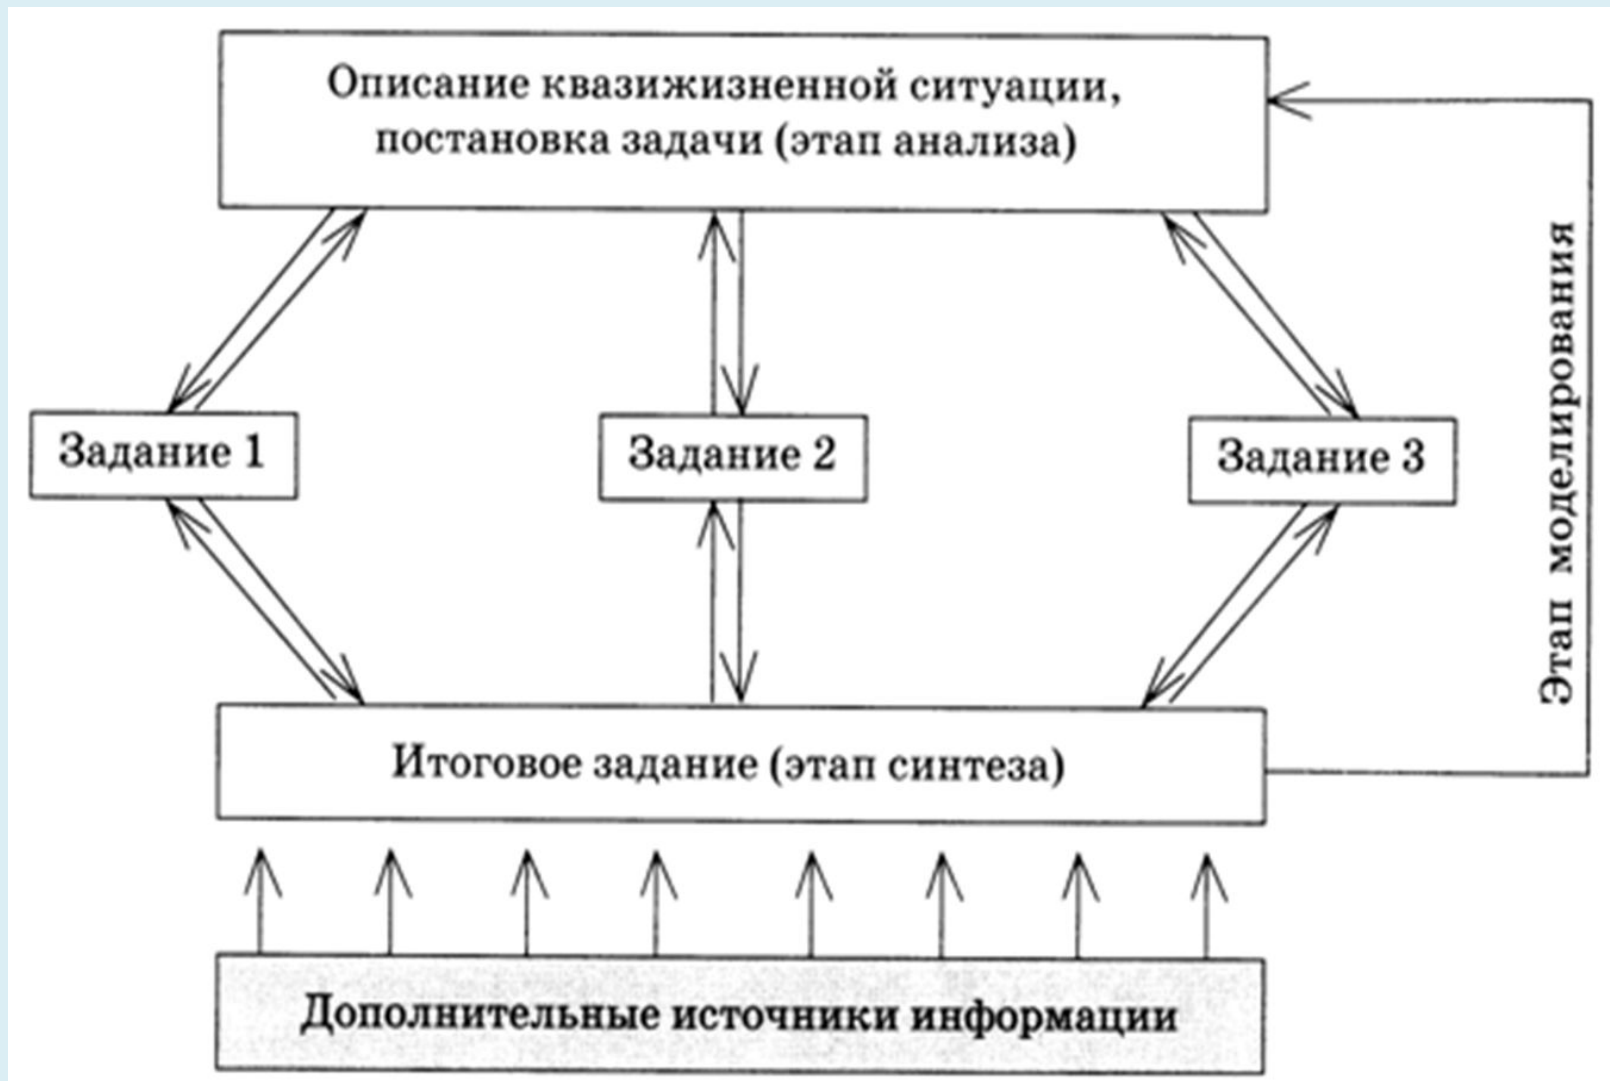 Описание квазижизненной ситуации,
постановка задачи (этап анализа)
Этап моделирования
Задание 1
Задание 2
Задание 3
Итоговое задание (этап синтеза)
Дополнительные источники информации